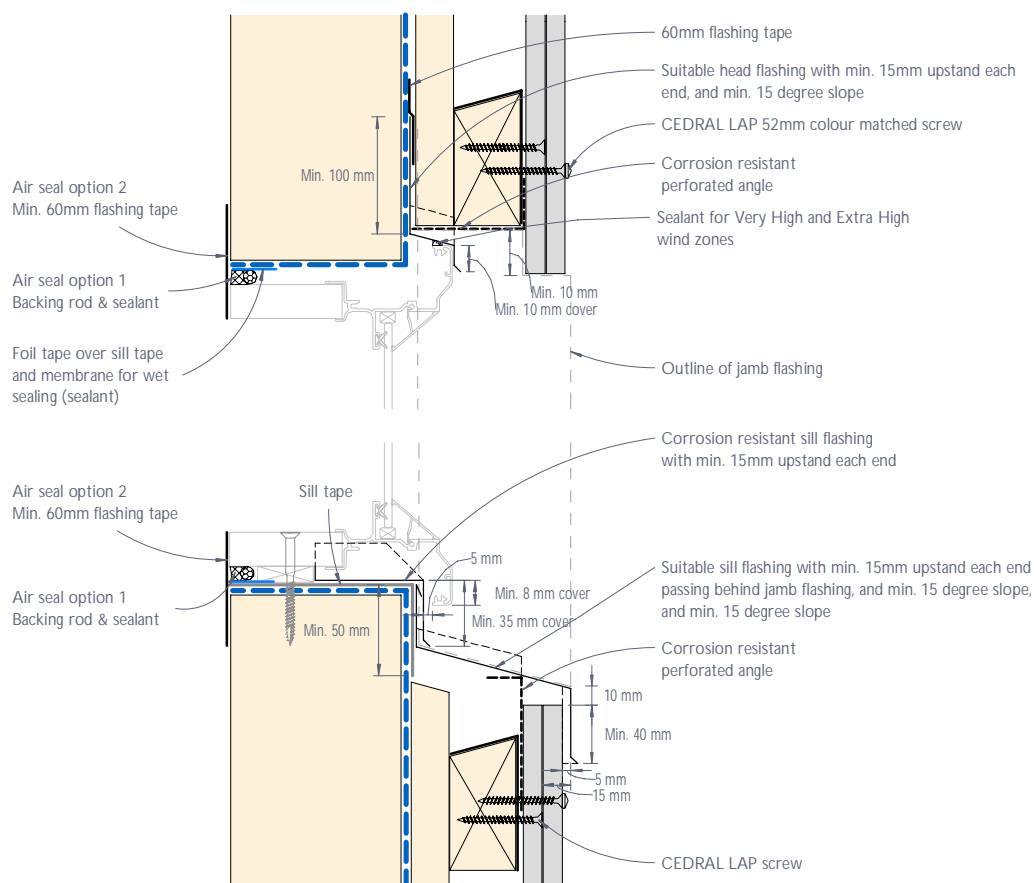 60mm flashing tape
Suitable head flashing with min. 15mm upstand each
end, and min. 15 degree slope
CEDRAL LAP 52mm colour matched screw
Min. 100 mm
Corrosion resistant
perforated angle
Air seal option 2
Min. 60mm flashing tape
Sealant for Very High and Extra High
wind zones
Air seal option 1
Backing rod & sealant
Min. 10 mm
Min. 10 mm cover
Foil tape over sill tape
and membrane for wet
sealing (sealant)
Outline of jamb flashing
Corrosion resistant sill flashing
with min. 15mm upstand each end
Air seal option 2
Min. 60mm flashing tape
Sill tape
5 mm
Suitable sill flashing with min. 15mm upstand each end
passing behind jamb flashing, and min. 15 degree slope,
and min. 15 degree slope
Min. 8 mm cover
Air seal option 1
Backing rod & sealant
Min. 35 mm cover
Min. 50 mm
Corrosion resistant
perforated angle
10 mm
Min. 40 mm
5 mm
15 mm
CEDRAL LAP screw